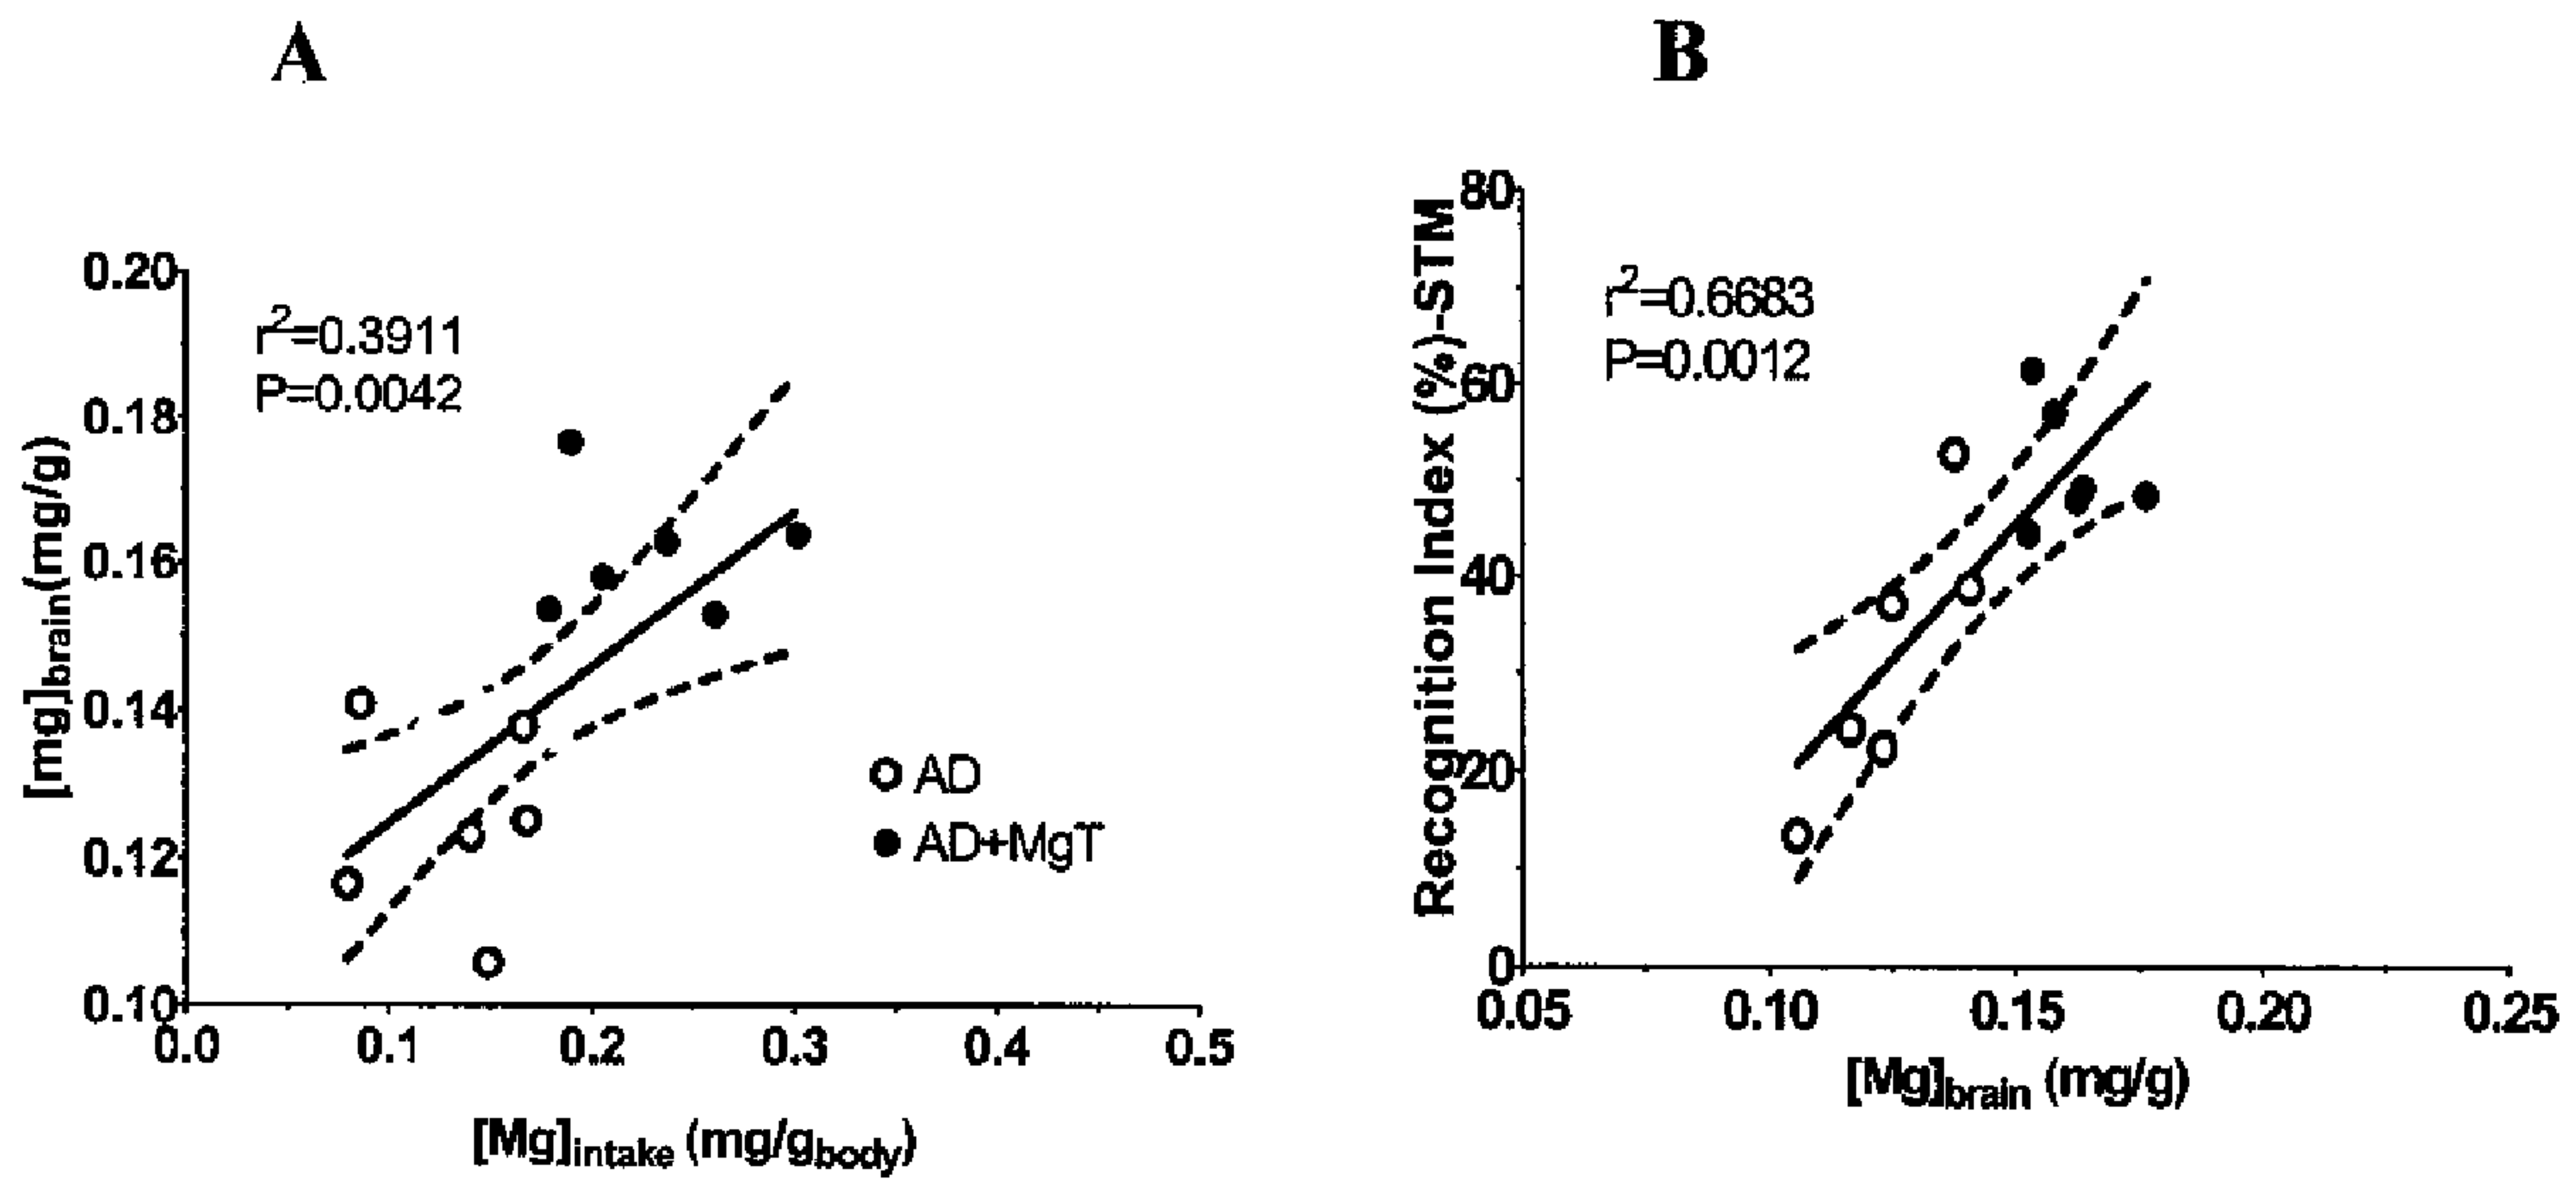 A
[mg]brain(mg/g)
0.20
0.18
0.16
0.14
0.12
0.10
r²=0.3911
P=0.0042
AD
AD+MgT
0.0 0.1 0.2 0.3 0.4 0.5
[Mg]intake (mg/gbody)
B
Recognition Index (%)-STM
80
60
40
20
0
r²=0.6683
P=0.0012
0.05 0.10 0.15 0.20 0.25
[Mg]brain (mg/g)